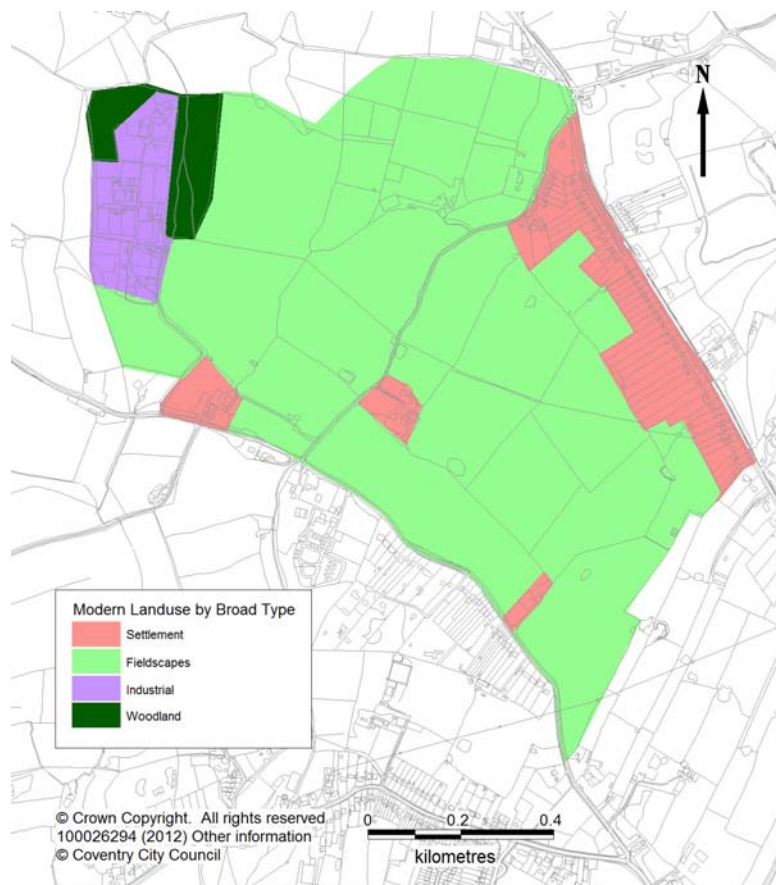 N
Modern Landuse by Broad Type
Settlement
Fieldscapes
Industrial
Woodland
© Crown Copyright. All rights reserved
100026294 (2012) Other information
© Coventry City Council
0 0.2 0.4
kilometres